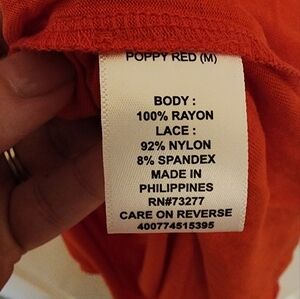 POPPY RED (M)
BODY :
100% RAYON
LACE :
92% NYLON
8% SPANDEX
MADE IN
PHILIPPINES
RN#73277
CARE ON REVERSE
400774515395